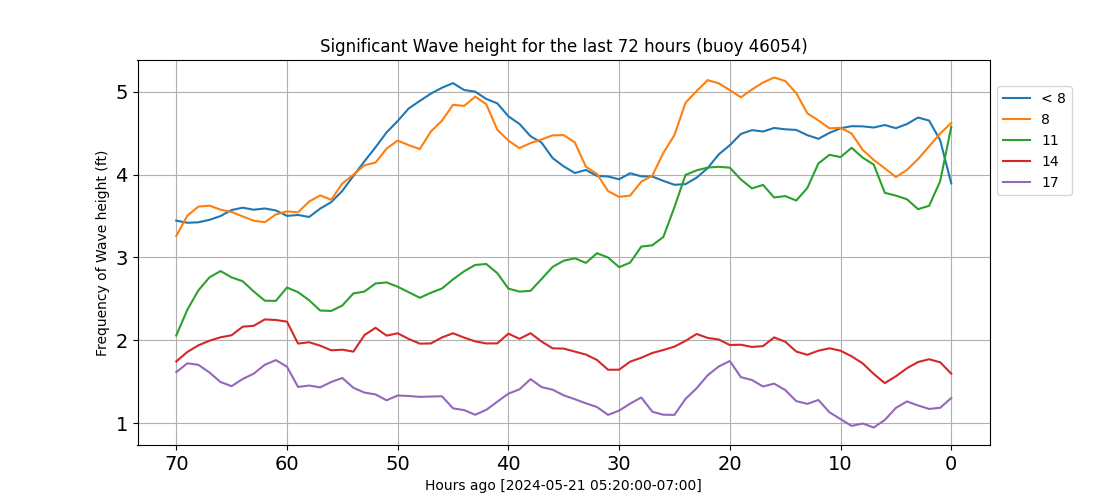 Significant Wave height for the last 72 hours (buoy 46054)
Frequency of Wave height (ft)
5
4
3
2
1
70 60 50 40 30 20 10 0
Hours ago [2024-05-21 05:20:00-07:00]
< 8
8
11
14
17